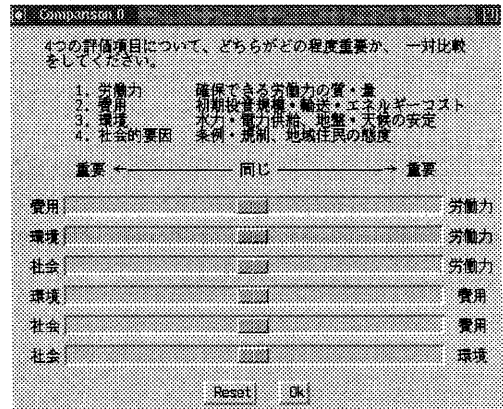 Comparison 0
4つの評価項目について、どちらがどの程度重要か、一対比較
をしてください。
1. 労働力 確保できる労働力の質・量
2. 費用 初期投資規模・輸送・エネルギーコスト
3. 環境 水力・電力供給、地盤・天候の安定
4. 社会的要因 条例・規制、地域住民の態度
重要 ← 同じ → 重要
費用 労働力
環境 労働力
社会 労働力
環境 費用
社会 費用
社会 環境
Reset Ok